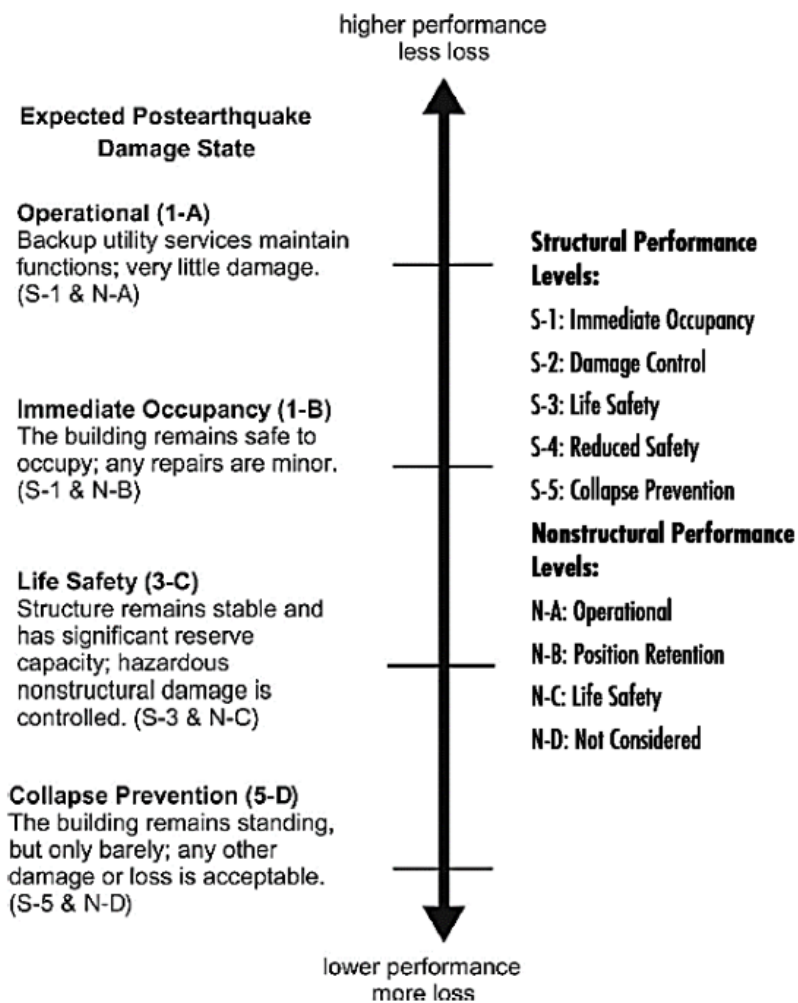 higher performance
less loss
Expected Postearthquake
Damage State
Operational (1-A)
Backup utility services maintain
functions; very little damage.
(S-1 & N-A)
Immediate Occupancy (1-B)
The building remains safe to
occupy; any repairs are minor.
(S-1 & N-B)
Life Safety (3-C)
Structure remains stable and
has significant reserve
capacity; hazardous
nonstructural damage is
controlled. (S-3 & N-C)
Collapse Prevention (5-D)
The building remains standing,
but only barely; any other
damage or loss is acceptable.
(S-5 & N-D)
Structural Performance
Levels:
S-1: Immediate Occupancy
S-2: Damage Control
S-3: Life Safety
S-4: Reduced Safety
S-5: Collapse Prevention
Nonstructural Performance
Levels:
N-A: Operational
N-B: Position Retention
N-C: Life Safety
N-D: Not Considered
lower performance
more loss